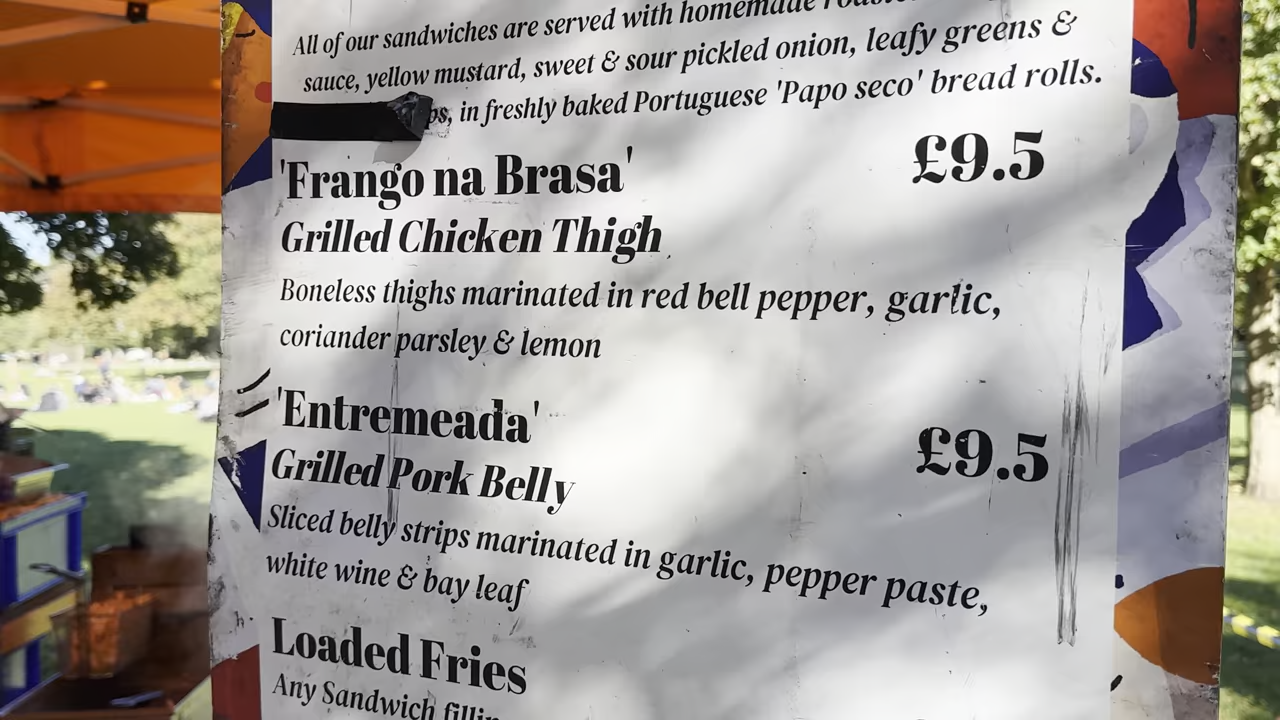 All of our sandwiches are served with homemade
sauce, yellow mustard, sweet & sour pickled onion, leafy greens &
in freshly baked Portuguese 'Papo seco' bread rolls.
'Frango na Brasa' £9.5
Grilled Chicken Thigh
Boneless thighs marinated in red bell pepper, garlic,
coriander parsley & lemon
'Entremeada' £9.5
Grilled Pork Belly
Sliced belly strips marinated in garlic, pepper paste,
white wine & bay leaf
Loaded Fries
Any Sandwich